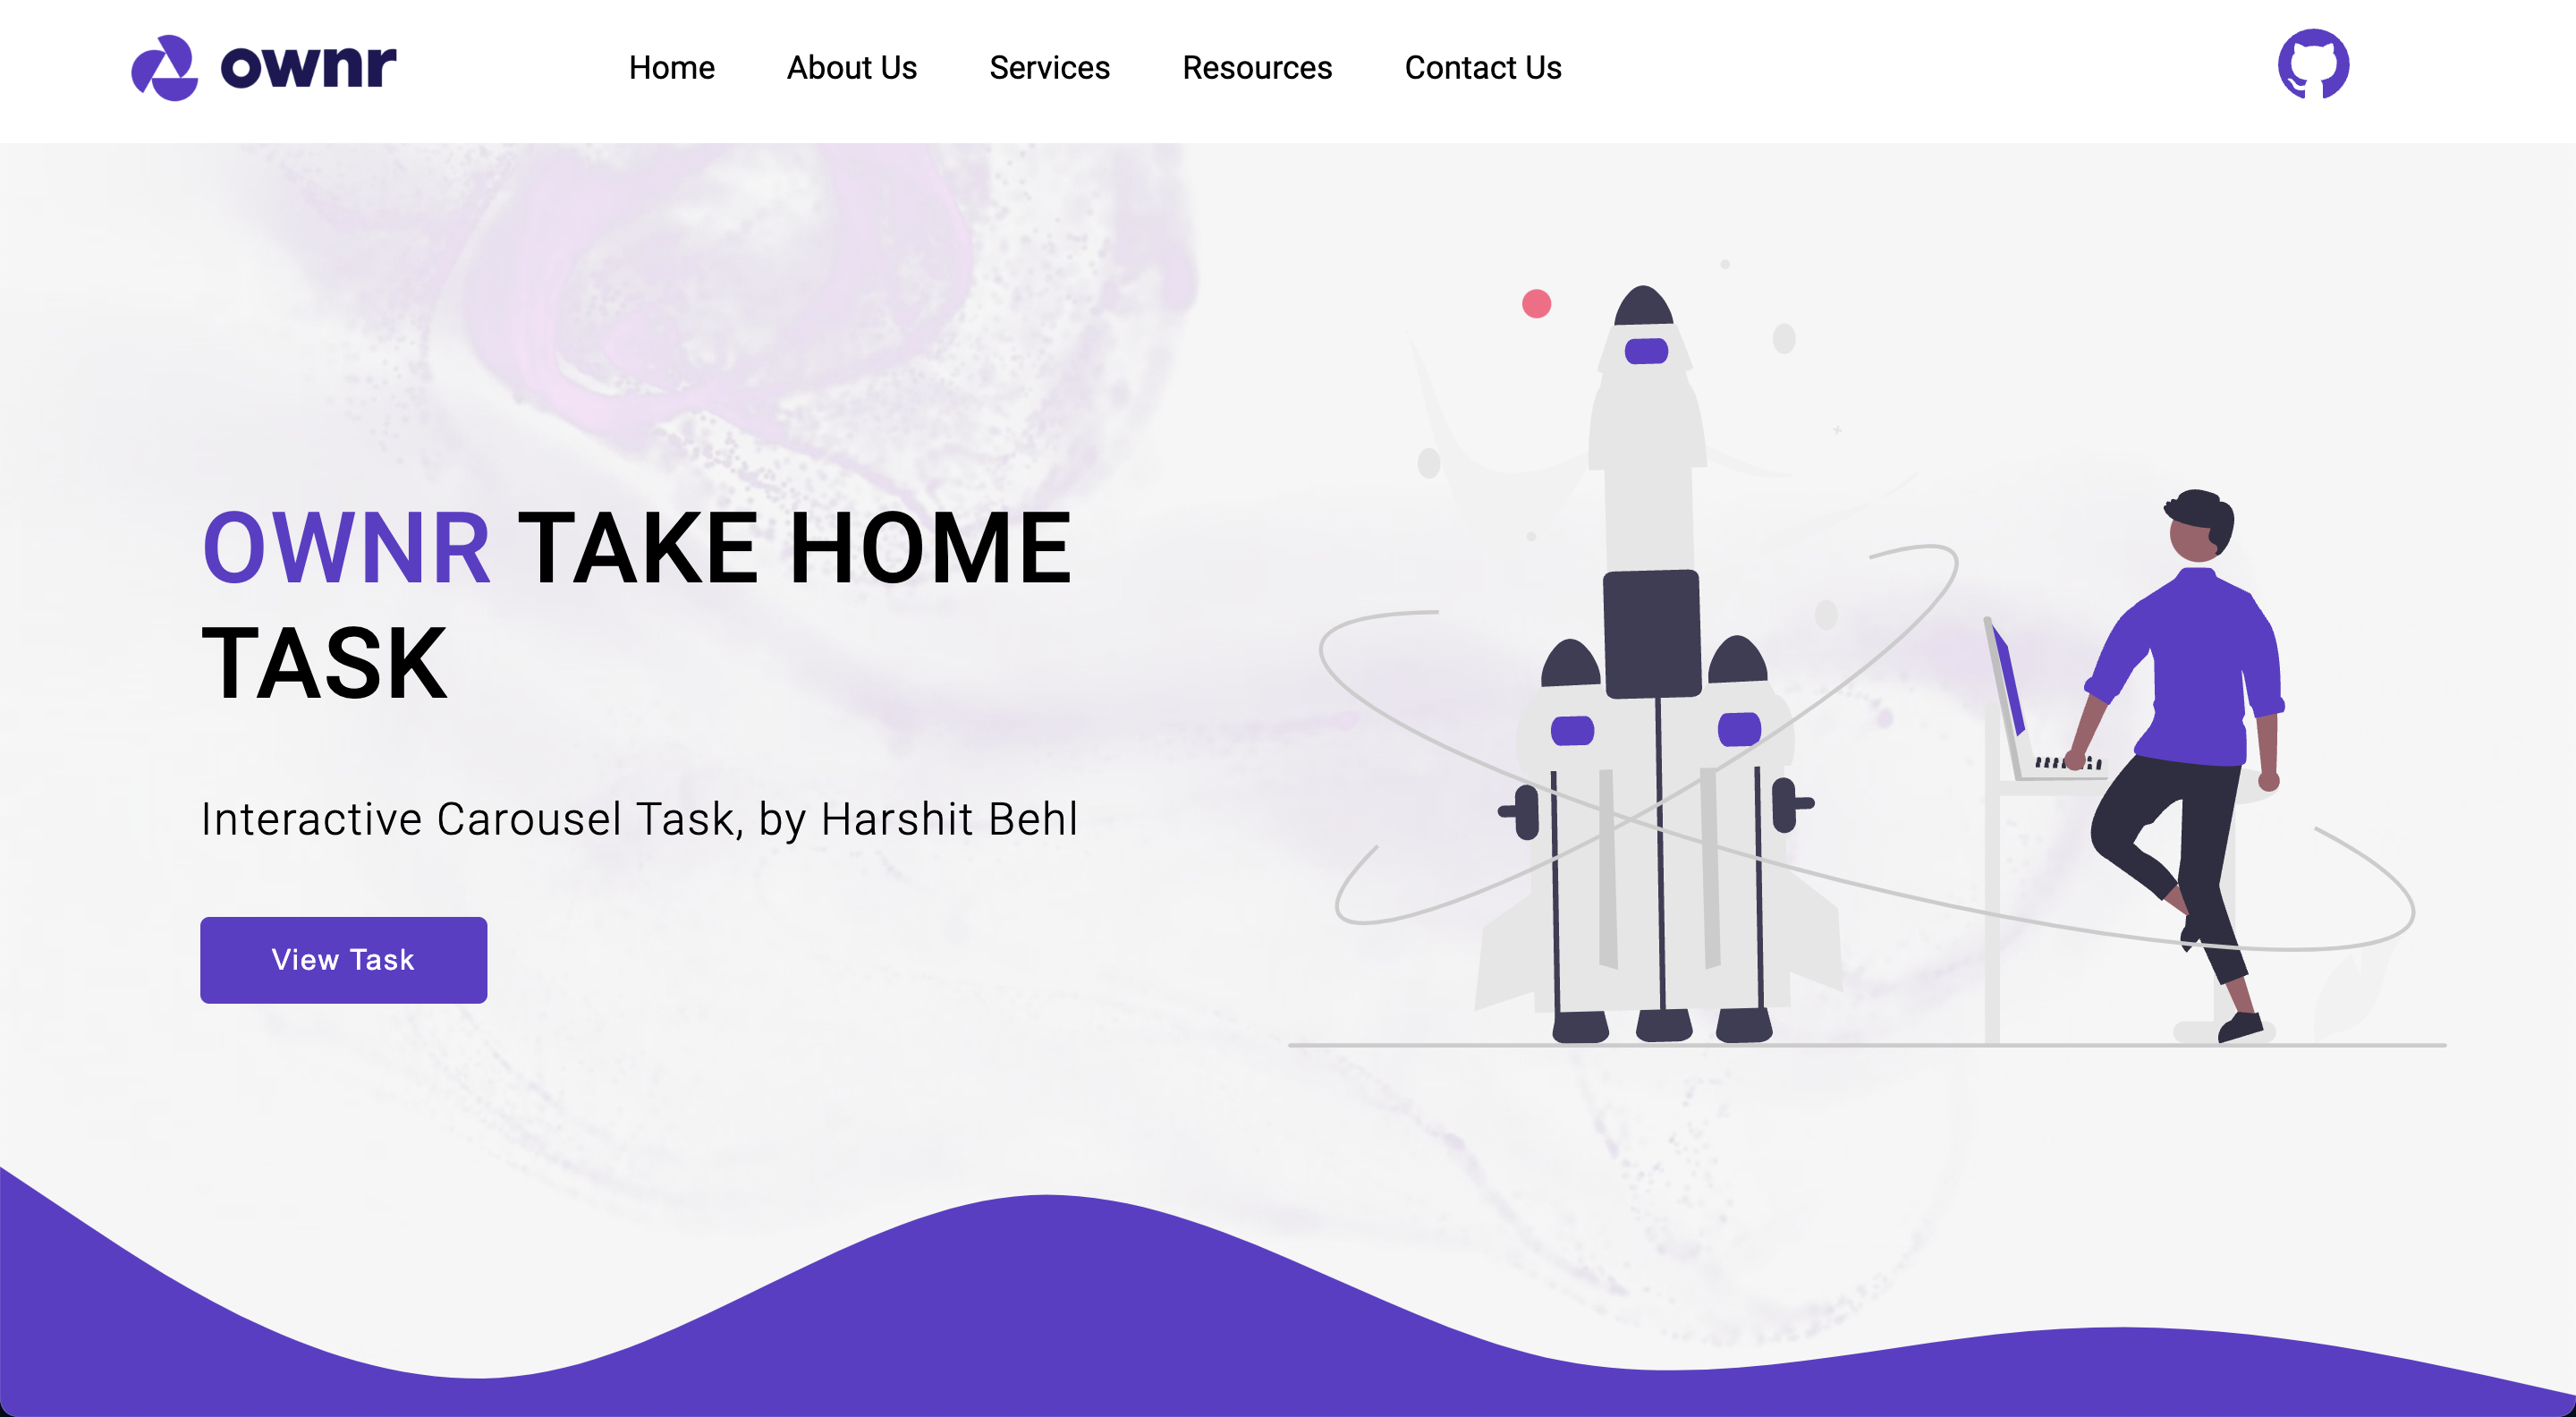 ownr
Home
About Us
Services
Resources
Contact Us
OWNR TAKE HOME
TASK
Interactive Carousel Task, by Harshit Behl
View Task